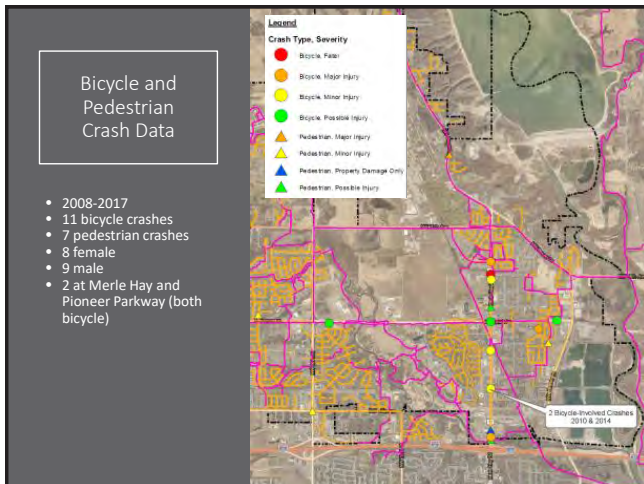 Bicycle and
Pedestrian
Crash Data
• 2008-2017
• 11 bicycle crashes
• 7 pedestrian crashes
• 8 female
• 9 male
• 2 at Merle Hay and
Pioneer Parkway (both
bicycle)
Legend
Crash Type, Severity
Bicycle, Fatal
Bicycle, Major Injury
Bicycle, Minor Injury
Bicycle, Possible Injury
Pedestrian, Major Injury
Pedestrian, Minor Injury
Pedestrian, Property Damage Only
Pedestrian, Possible Injury
2 Bicycle-Involved Crashes
2010 & 2014